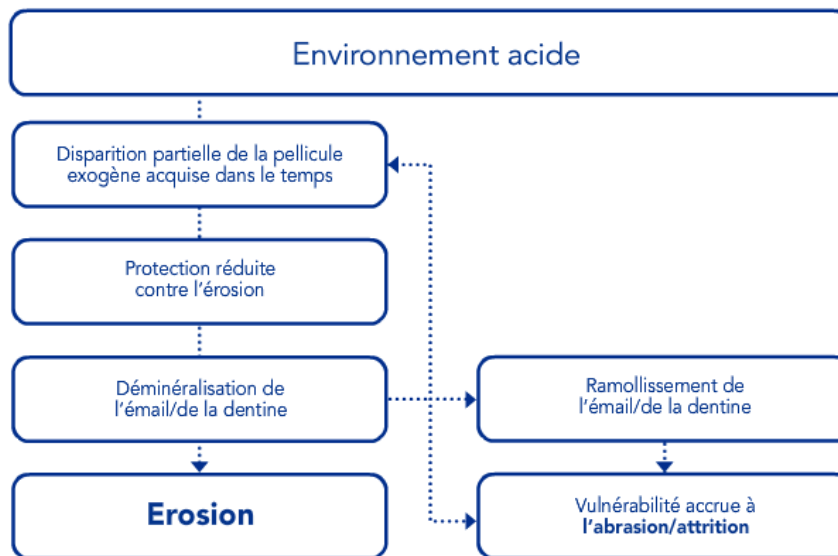 Environnement acide
Disparition partielle de la pellicule
exogène acquise dans le temps
Protection réduite
contre l'érosion
Déminéralisation de
l'émail/de la dentine
Ramollissement de
l'émail/de la dentine
Erosion
Vulnérabilité accrue à
l'abrasion/attrition